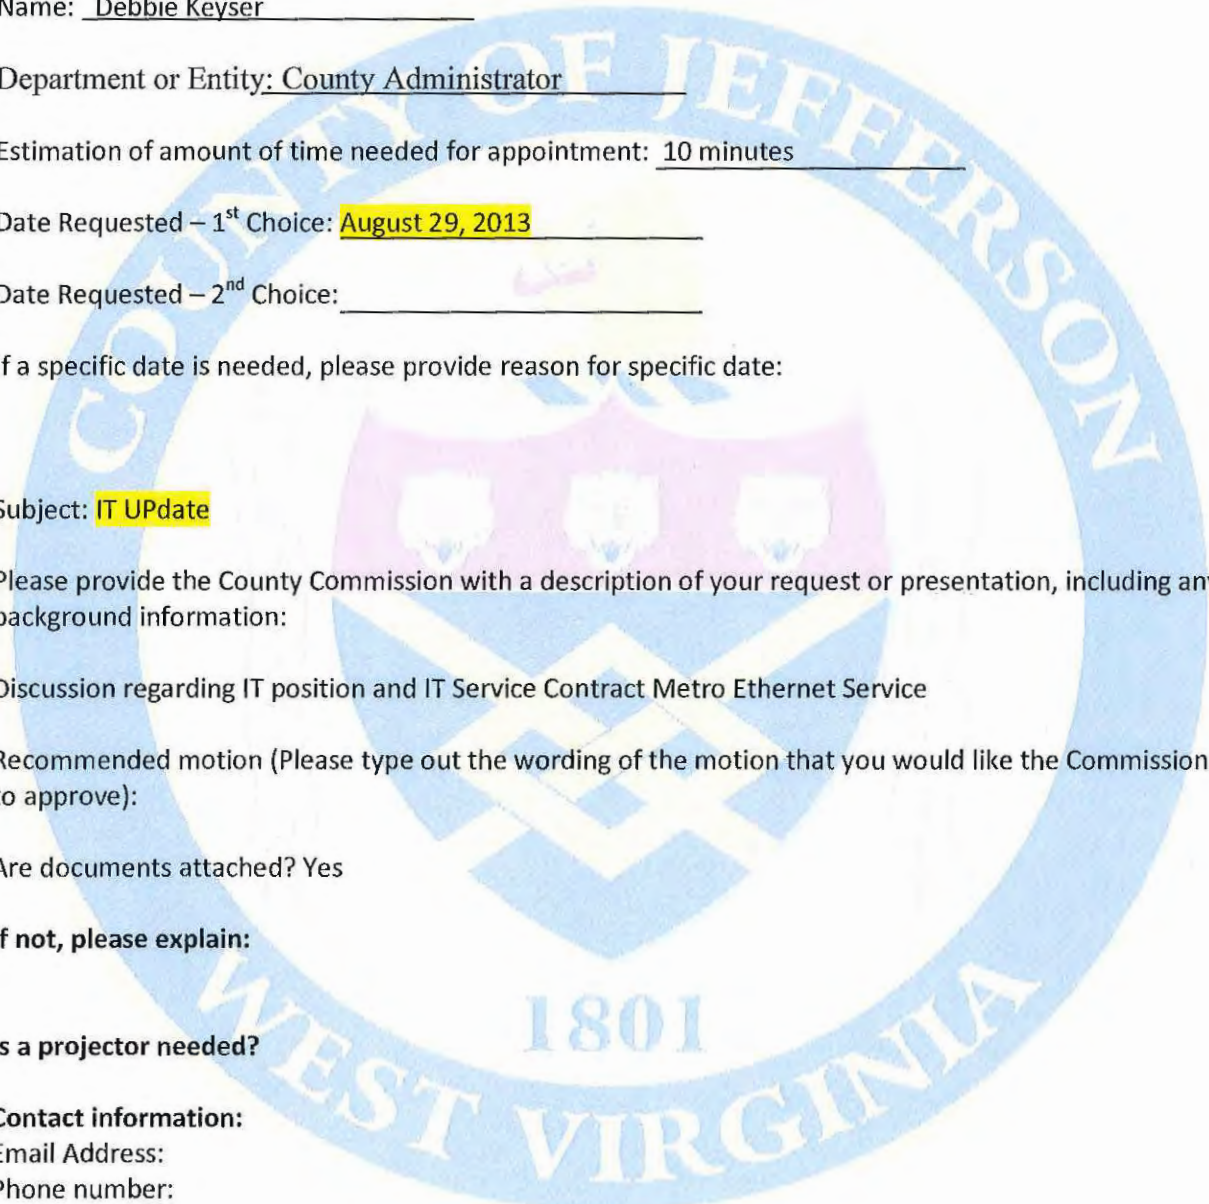 Name: Debbie Keyser
Department or Entity: County Administrator
Estimation of amount of time needed for appointment: 10 minutes
Date Requested – 1st Choice: August 29, 2013
Date Requested – 2nd Choice:
If a specific date is needed, please provide reason for specific date:
Subject: IT UPdate
Please provide the County Commission with a description of your request or presentation, including any
background information:
Discussion regarding IT position and IT Service Contract Metro Ethernet Service
Recommended motion (Please type out the wording of the motion that you would like the Commission
to approve):
Are documents attached? Yes
If not, please explain:
Is a projector needed?
Contact information:
Email Address:
Phone number:
COUNTY OF JEFFERSON
1801
WEST VIRGINIA